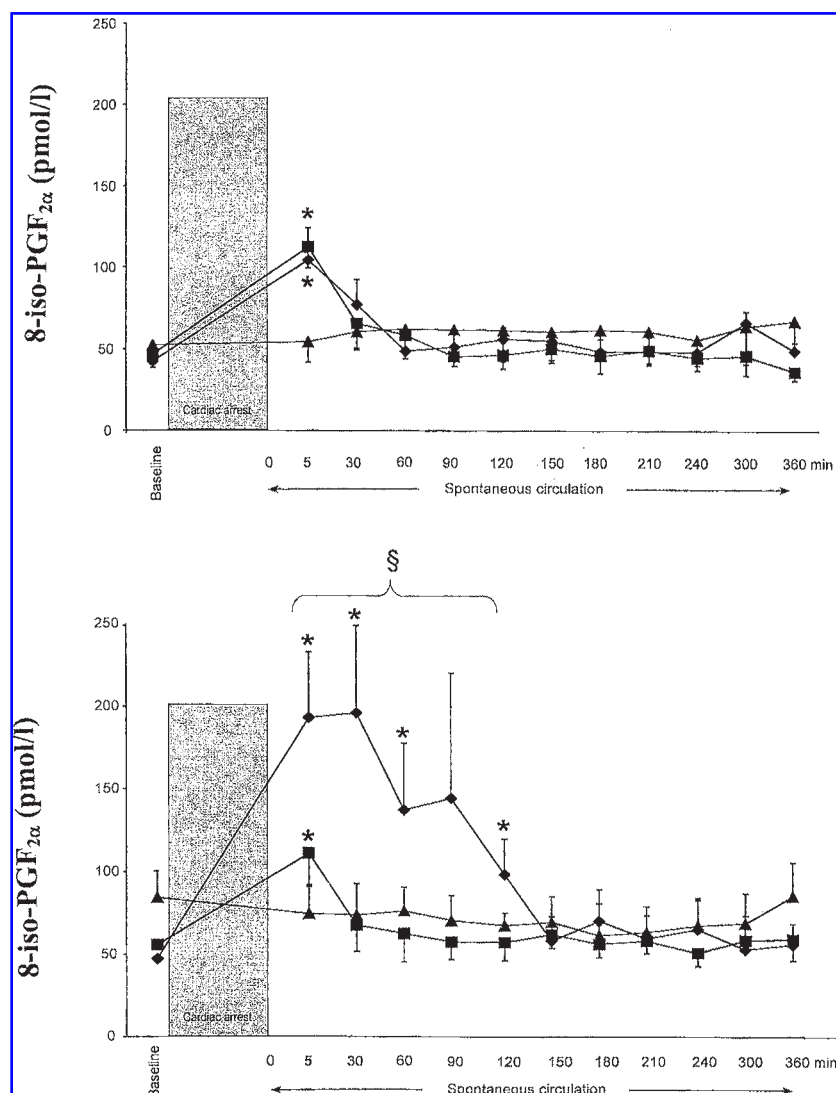 250
200
150
100
50
0
8-iso-PGF2α (pmol/l)
*
*
Cardiac arrest
Baseline
0 5 30 60 90 120 150 180 210 240 300 360 min
Spontaneous circulation
§
250
200
150
100
50
0
8-iso-PGF2α (pmol/l)
* * * * *
Cardiac arrest
Baseline
0 5 30 60 90 120 150 180 210 240 300 360 min
Spontaneous circulation